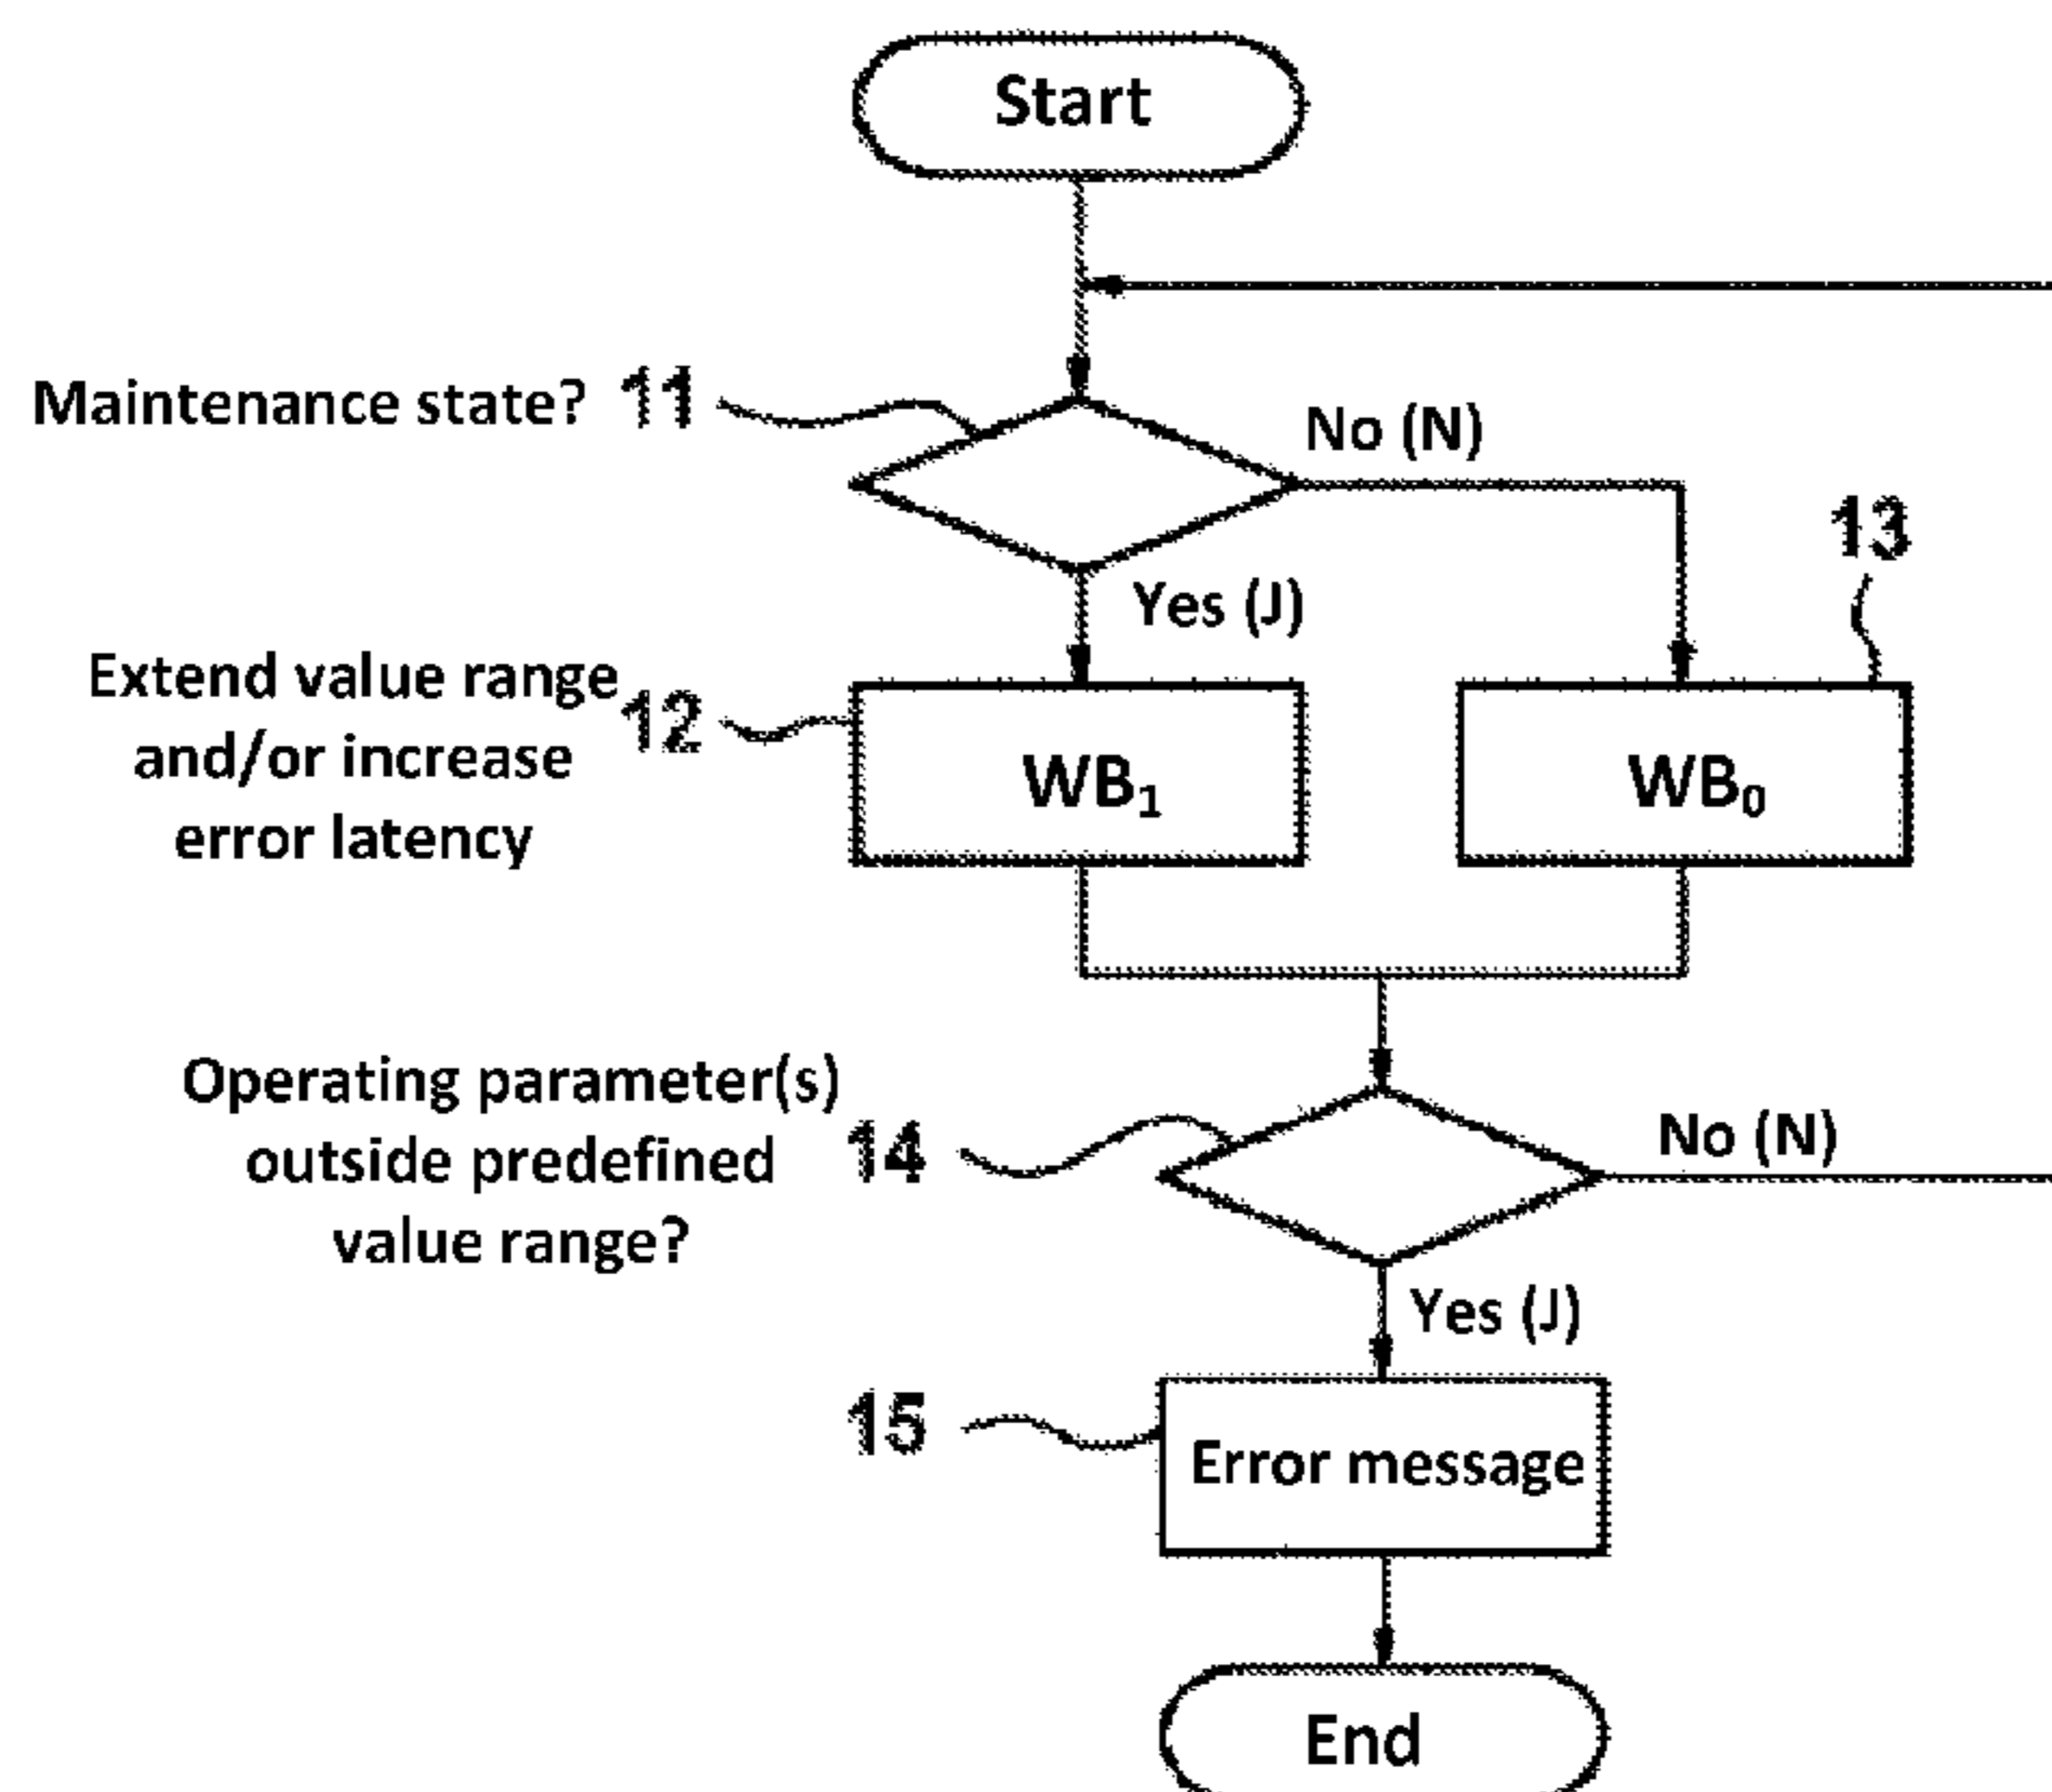 Start
Maintenance state? 11
No (N)
13
Yes (J)
Extend value range
and/or increase
error latency
12
WB₁
WB₀
Operating parameter(s)
outside predefined
value range?
14
No (N)
Yes (J)
15
Error message
End